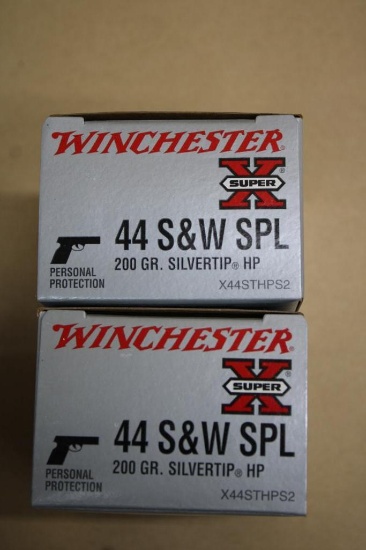 WINCHESTER®
SUPER X®
44 S&W SPL
200 GR. SILVERTIP® HP
PERSONAL
PROTECTION
X44STHPS2
WINCHESTER®
SUPER X®
44 S&W SPL
200 GR. SILVERTIP® HP
PERSONAL
PROTECTION
X44STHPS2